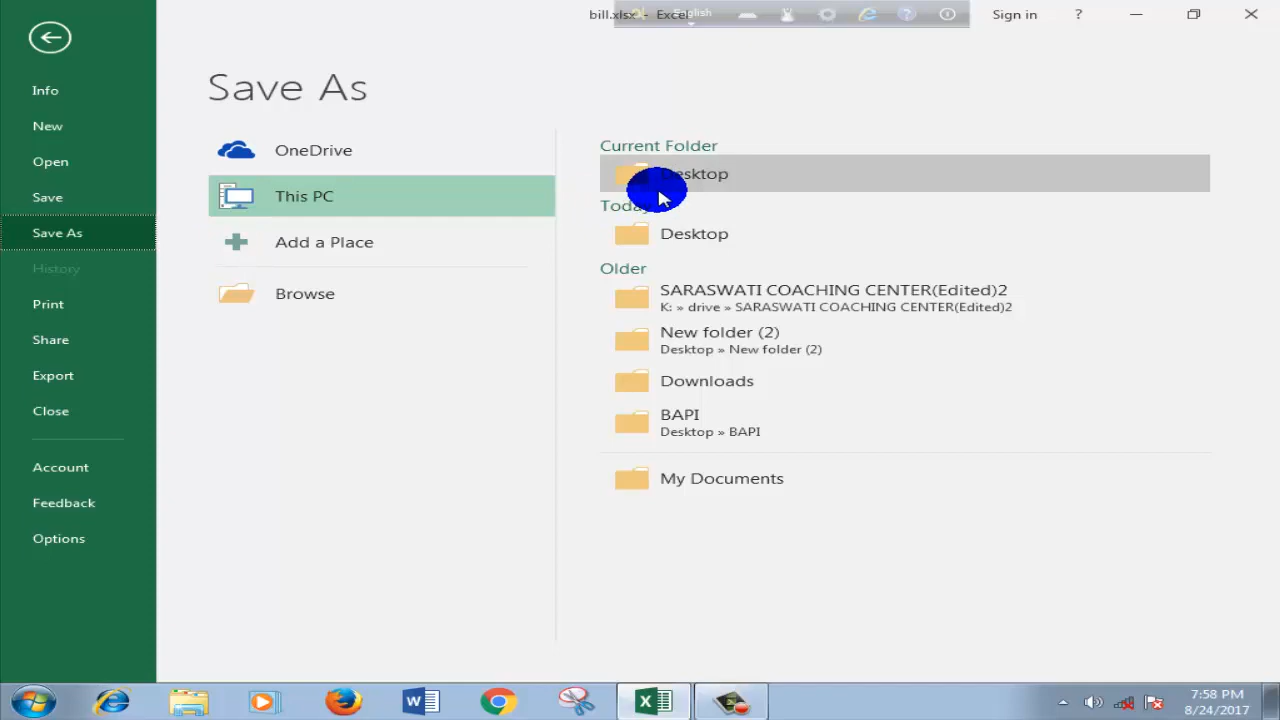 bill.xlsx - Excel
English
Sign in
?
Info
New
Open
Save
Save As
History
Print
Share
Export
Close
Account
Feedback
Options
Save As
OneDrive
This PC
Add a Place
Browse
Current Folder
Desktop
Today
Desktop
Older
SARASWATI COACHING CENTER(Edited)2
K: » drive » SARASWATI COACHING CENTER(Edited)2
New folder (2)
Desktop » New folder (2)
Downloads
BAPI
Desktop » BAPI
My Documents
7:58 PM
8/24/2017